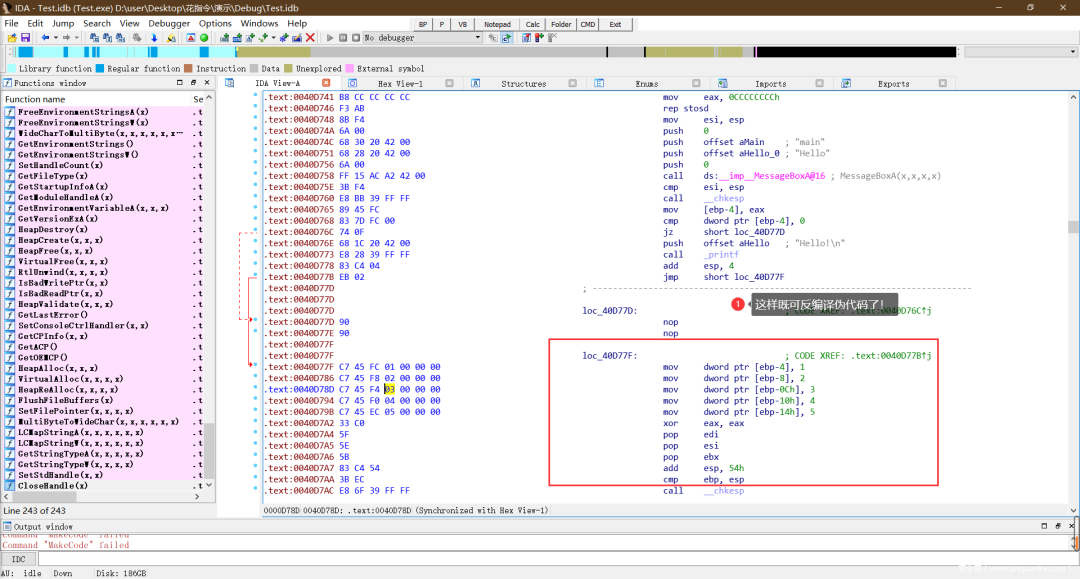 IDA - Test.idb (Test.exe) D:\user\Desktop\花指令\演示\Debug\Test.idb
File Edit Jump Search View Debugger Options Windows Help BP P VB Notepad Calc Folder CMD Exit
No debugger
Library function Regular function Instruction Data Unexplored External symbol
Functions window IDA View-A Hex View-1 Structures Enums Imports Exports
Function name Se
FreeEnvironmentStringsA(x) .t
FreeEnvironmentStringsW(x) .t
WideCharToMultiByte(x,x,x,x,x… .t
GetEnvironmentStrings() .t
GetEnvironmentStringsW() .t
SetHandleCount(x) .t
GetFileType(x) .t
GetStartupInfoA(x) .t
GetModuleHandleA(x) .t
GetEnvironmentVariableA(x,x,x) .t
GetVersionExA(x) .t
HeapDestroy(x) .t
HeapCreate(x,x,x) .t
HeapFree(x,x,x) .t
VirtualFree(x,x,x) .t
RtlUnwind(x,x,x,x) .t
IsBadWritePtr(x,x) .t
IsBadReadPtr(x,x) .t
HeapValidate(x,x,x) .t
GetLastError() .t
SetConsoleCtrlHandler(x,x) .t
GetCPInfo(x,x) .t
GetACP() .t
GetOEMCP() .t
HeapAlloc(x,x,x) .t
VirtualAlloc(x,x,x,x) .t
HeapReAlloc(x,x,x,x) .t
FlushFileBuffers(x) .t
SetFilePointer(x,x,x,x) .t
MultiByteToWideChar(x,x,x,x,x,x) .t
LCMapStringA(x,x,x,x,x,x) .t
LCMapStringW(x,x,x,x,x,x) .t
GetStringTypeA(x,x,x,x,x) .t
GetStringTypeW(x,x,x,x) .t
SetStdHandle(x,x) .t
CloseHandle(x) .t
Line 243 of 243
.text:0040D741 B8 CC CC CC CC mov eax, 0CCCCCCCCh
.text:0040D746 F3 AB rep stosd
.text:0040D748 8B F4 mov esi, esp
.text:0040D74A 6A 00 push 0
.text:0040D74C 68 30 20 42 00 push offset aMain ; "main"
.text:0040D751 68 28 20 42 00 push offset aHello_0 ; "Hello"
.text:0040D756 6A 00 push 0
.text:0040D758 FF 15 AC A2 42 00 call ds:__imp__MessageBoxA@16 ; MessageBoxA(x,x,x,x)
.text:0040D75E 3B F4 cmp esi, esp
.text:0040D760 E8 BB 39 FF FF call __chkesp
.text:0040D765 89 45 FC mov [ebp-4], eax
.text:0040D768 83 7D FC 00 cmp dword ptr [ebp-4], 0
.text:0040D76C 74 0F jz short loc_40D77D
.text:0040D76E 68 1C 20 42 00 push offset aHello ; "Hello!\n"
.text:0040D773 E8 28 39 FF FF call _printf
.text:0040D778 83 C4 04 add esp, 4
.text:0040D77B EB 02 jmp short loc_40D77F
.text:0040D77D ; ---------------------------------------------------------------------------
.text:0040D77D 1 这样既可反编译伪代码了!
.text:0040D77D loc_40D77D: ; CODE XREF: .text:0040D76C↑j
.text:0040D77D 90 nop
.text:0040D77E 90 nop
.text:0040D77F
.text:0040D77F loc_40D77F: ; CODE XREF: .text:0040D77B↑j
.text:0040D77F C7 45 FC 01 00 00 00 mov dword ptr [ebp-4], 1
.text:0040D786 C7 45 F8 02 00 00 00 mov dword ptr [ebp-8], 2
.text:0040D78D C7 45 F4 03 00 00 00 mov dword ptr [ebp-0Ch], 3
.text:0040D794 C7 45 F0 04 00 00 00 mov dword ptr [ebp-10h], 4
.text:0040D79B C7 45 EC 05 00 00 00 mov dword ptr [ebp-14h], 5
.text:0040D7A2 33 C0 xor eax, eax
.text:0040D7A4 5F pop edi
.text:0040D7A5 5E pop esi
.text:0040D7A6 5B pop ebx
.text:0040D7A7 83 C4 54 add esp, 54h
.text:0040D7AA 3B EC cmp ebp, esp
.text:0040D7AC E8 6F 39 FF FF call __chkesp
0000D78D 0040D78D: .text:0040D78D (Synchronized with Hex View-1)
Output window
Command "MakeCode" failed
Command "MakeCode" failed
IDC
AU: idle Down Disk: 186GB